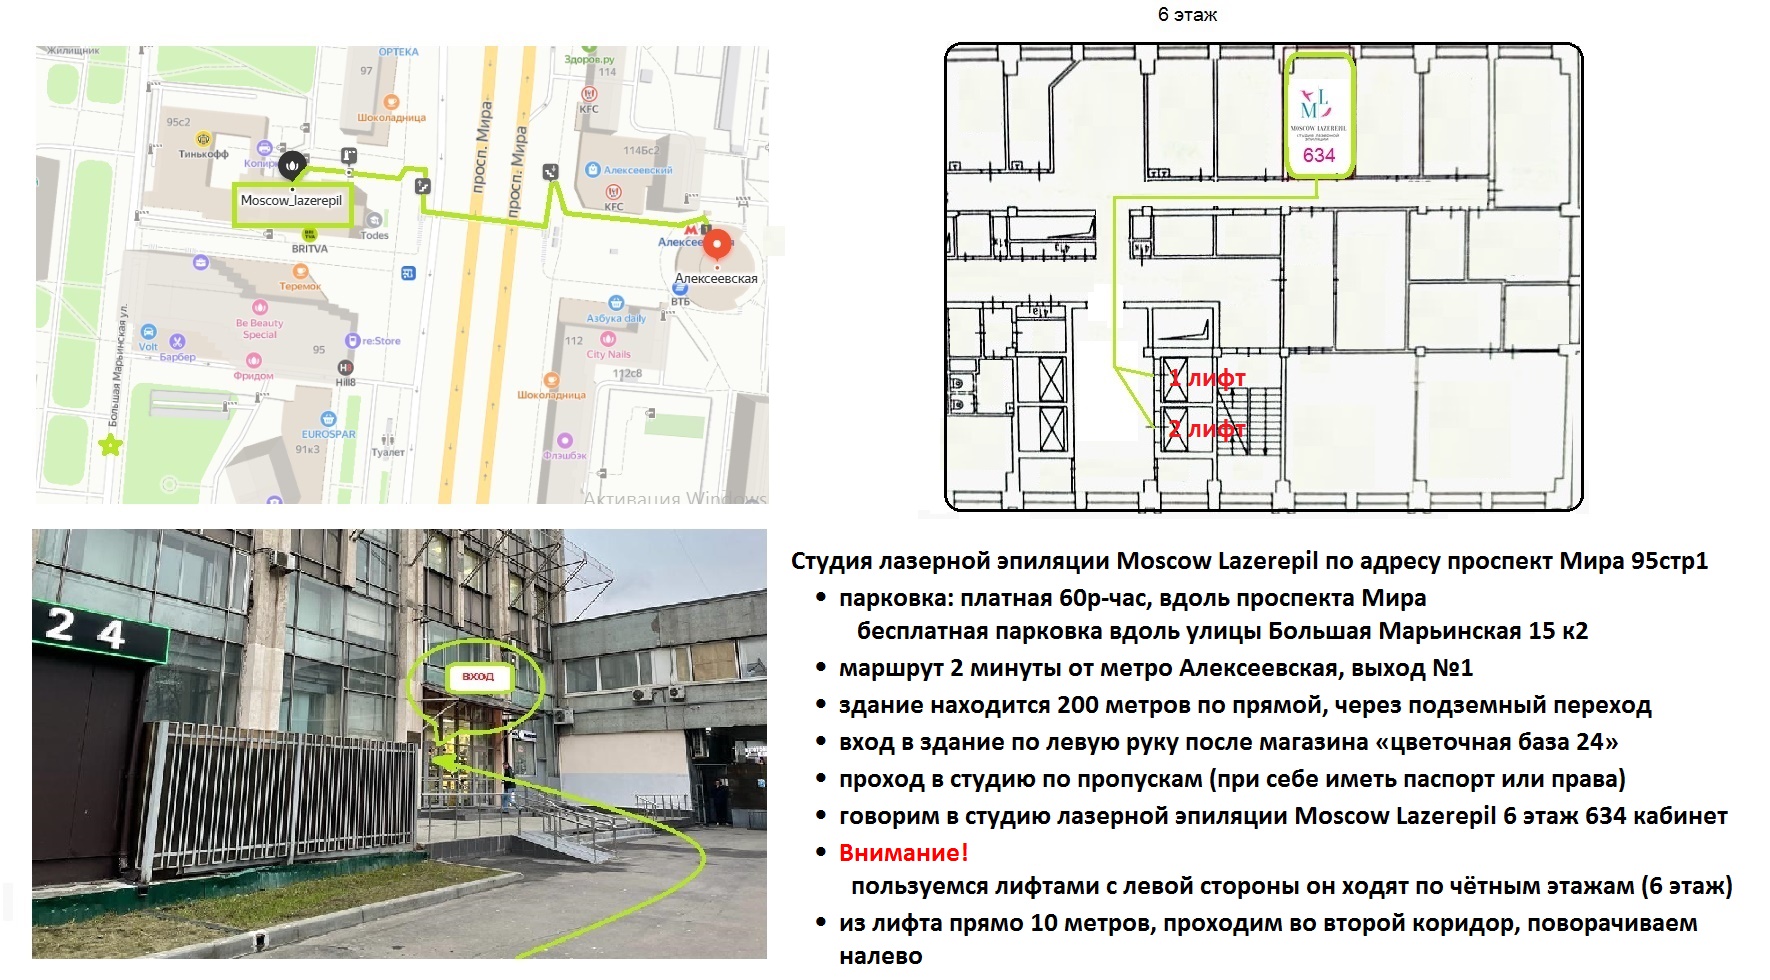 6 этаж
Жилищник
ОРТЕКА
97
Шоколадница
95с2
Тинькофф
Копирк
Moscow_lazerepil
Todes
BRITVA
Теремок
Be Beauty
Special
Volt
Барбер
95
Фридом
re:Store
Hill8
EUROSPAR
91к3
Туалет
Большая Марьинская ул.
просп. Мира
просп. Мира
Здоров.ру
114
KFC
114Бс2
Алексеевский
KFC
Алексеевская
Алексеевская
ВТБ
Азбука daily
112
City Nails
112с8
Шоколадница
Флэшбэк
Активация Windows
ML
MOSCOW LAZEREPIL
студия лазерной
эпиляции
634
1 лифт
2 лифт
24
ВХОД
Студия лазерной эпиляции Moscow Lazerepil по адресу проспект Мира 95стр1
• парковка: платная 60р-час, вдоль проспекта Мира
бесплатная парковка вдоль улицы Большая Марьинская 15 к2
• маршрут 2 минуты от метро Алексеевская, выход №1
• здание находится 200 метров по прямой, через подземный переход
• вход в здание по левую руку после магазина «цветочная база 24»
• проход в студию по пропускам (при себе иметь паспорт или права)
• говорим в студию лазерной эпиляции Moscow Lazerepil 6 этаж 634 кабинет
• Внимание!
пользуемся лифтами с левой стороны он ходят по чётным этажам (6 этаж)
• из лифта прямо 10 метров, проходим во второй коридор, поворачиваем
налево